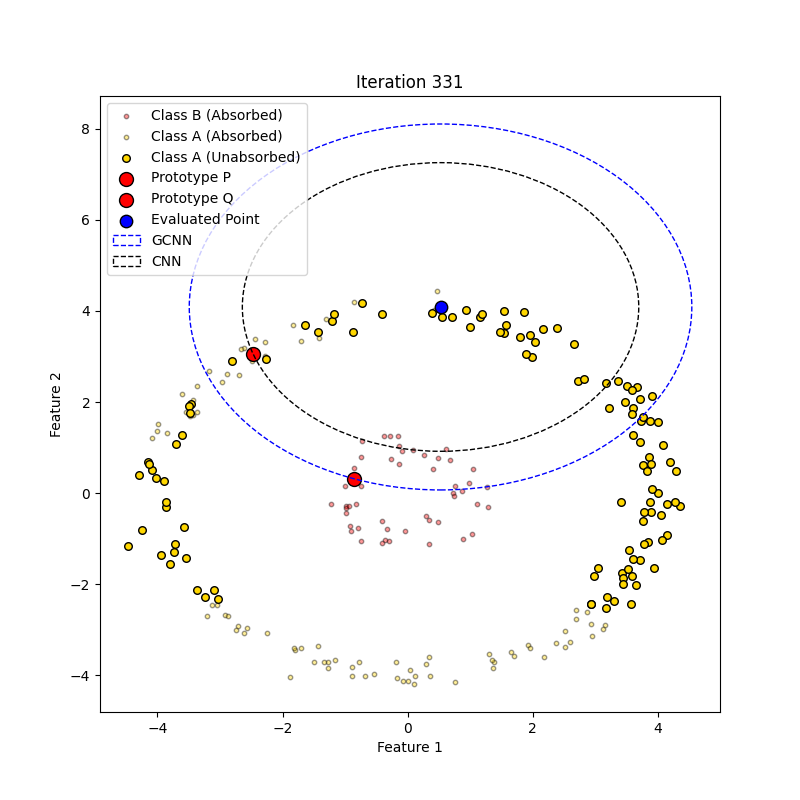 Iteration 331
Class B (Absorbed)
Class A (Absorbed)
Class A (Unabsorbed)
Prototype P
Prototype Q
Evaluated Point
GCNN
CNN
Feature 2
8
6
4
2
0
−2
−4
−4 −2 0 2 4
Feature 1